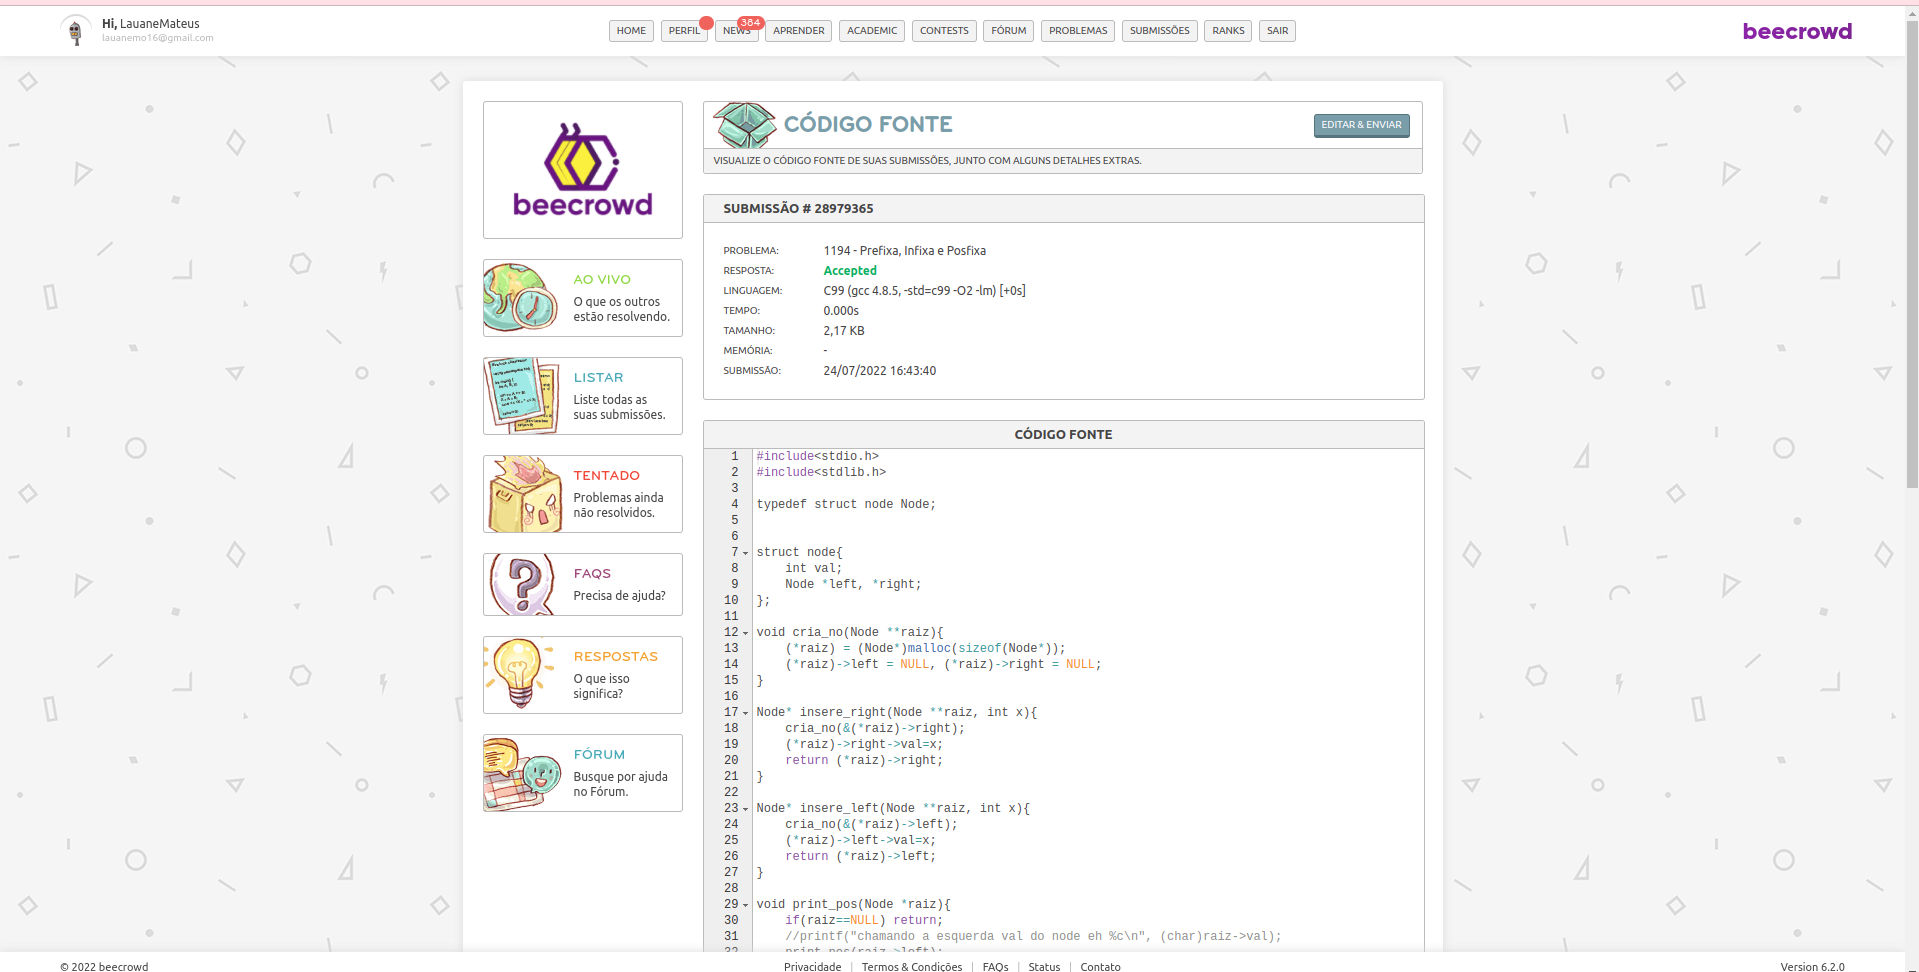 Hi, LauaneMateus
lauanemo16@gmail.com
HOME PERFIL NEWS 384 APRENDER ACADEMIC CONTESTS FÓRUM PROBLEMAS SUBMISSÕES RANKS SAIR
beecrowd
beecrowd
AO VIVO
O que os outros
estão resolvendo.
LISTAR
Liste todas as
suas submissões.
TENTADO
Problemas ainda
não resolvidos.
FAQS
Precisa de ajuda?
RESPOSTAS
O que isso
significa?
FÓRUM
Busque por ajuda
no Fórum.
CÓDIGO FONTE
EDITAR & ENVIAR
VISUALIZE O CÓDIGO FONTE DE SUAS SUBMISSÕES, JUNTO COM ALGUNS DETALHES EXTRAS.
SUBMISSÃO # 28979365
PROBLEMA: 1194 - Prefixa, Infixa e Posfixa
RESPOSTA: Accepted
LINGUAGEM: C99 (gcc 4.8.5, -std=c99 -O2 -lm) [+0s]
TEMPO: 0.000s
TAMANHO: 2,17 KB
MEMÓRIA: -
SUBMISSÃO: 24/07/2022 16:43:40
CÓDIGO FONTE
1 #include<stdio.h>
2 #include<stdlib.h>
3
4 typedef struct node Node;
5
6
7 struct node{
8     int val;
9     Node *left, *right;
10 };
11
12 void cria_no(Node **raiz){
13     (*raiz) = (Node*)malloc(sizeof(Node*));
14     (*raiz)->left = NULL, (*raiz)->right = NULL;
15 }
16
17 Node* insere_right(Node **raiz, int x){
18     cria_no(&(*raiz)->right);
19     (*raiz)->right->val=x;
20     return (*raiz)->right;
21 }
22
23 Node* insere_left(Node **raiz, int x){
24     cria_no(&(*raiz)->left);
25     (*raiz)->left->val=x;
26     return (*raiz)->left;
27 }
28
29 void print_pos(Node *raiz){
30     if(raiz==NULL) return;
31     //printf("chamando a esquerda val do node eh %c\n", (char)raiz->val);
32     print_pos(raiz->left);
© 2022 beecrowd
Privacidade | Termos & Condições | FAQs | Status | Contato
Version 6.2.0